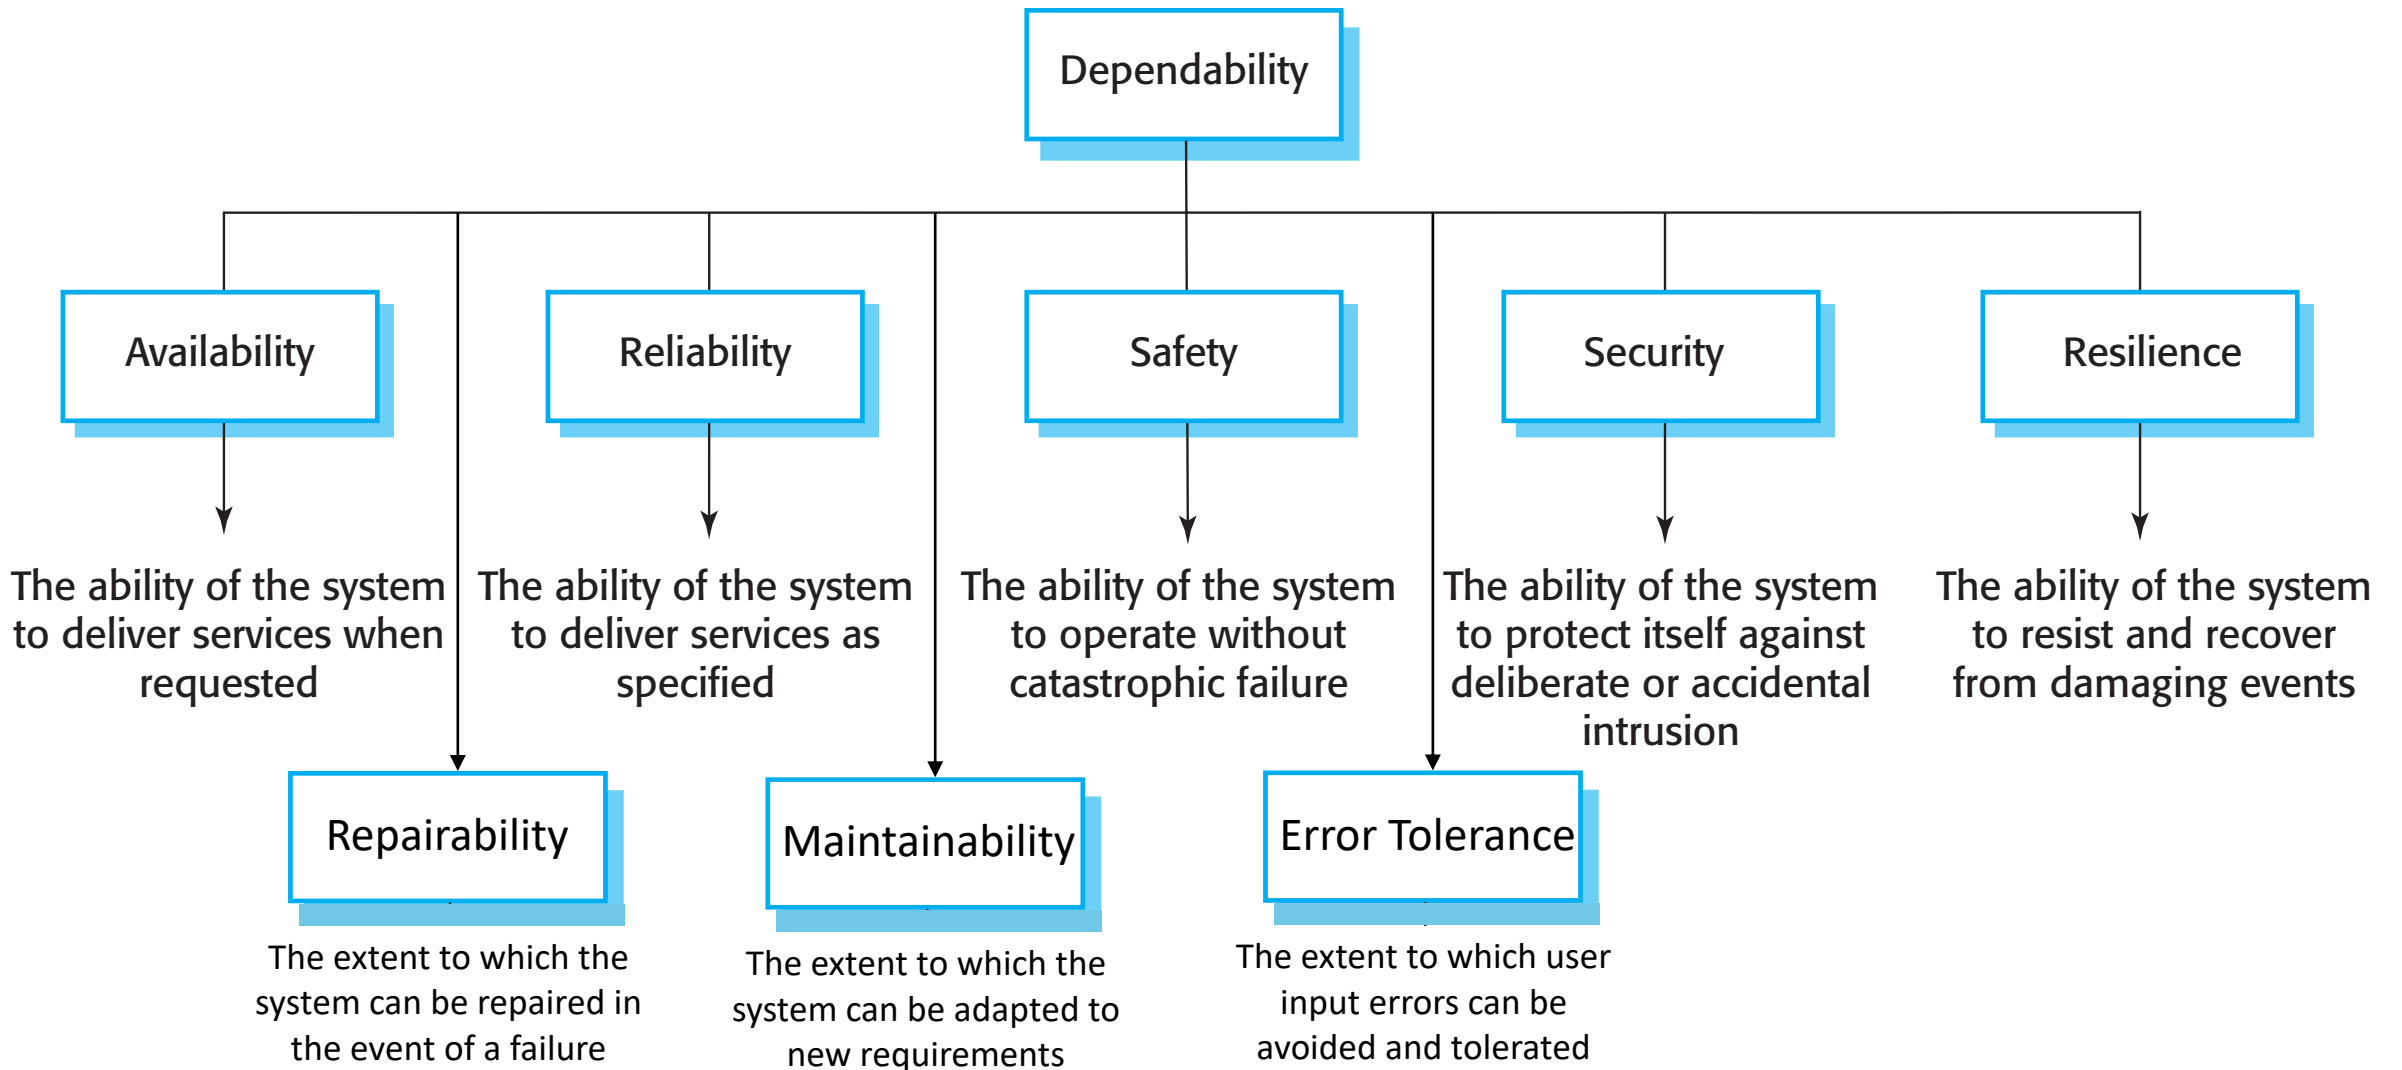 Dependability
Availability
Reliability
Safety
Security
Resilience
The ability of the system
to deliver services when
requested
The ability of the system
to deliver services as
specified
The ability of the system
to operate without
catastrophic failure
The ability of the system
to protect itself against
deliberate or accidental
intrusion
The ability of the system
to resist and recover
from damaging events
Repairability
Maintainability
Error Tolerance
The extent to which the
system can be repaired in
the event of a failure
The extent to which the
system can be adapted to
new requirements
The extent to which user
input errors can be
avoided and tolerated